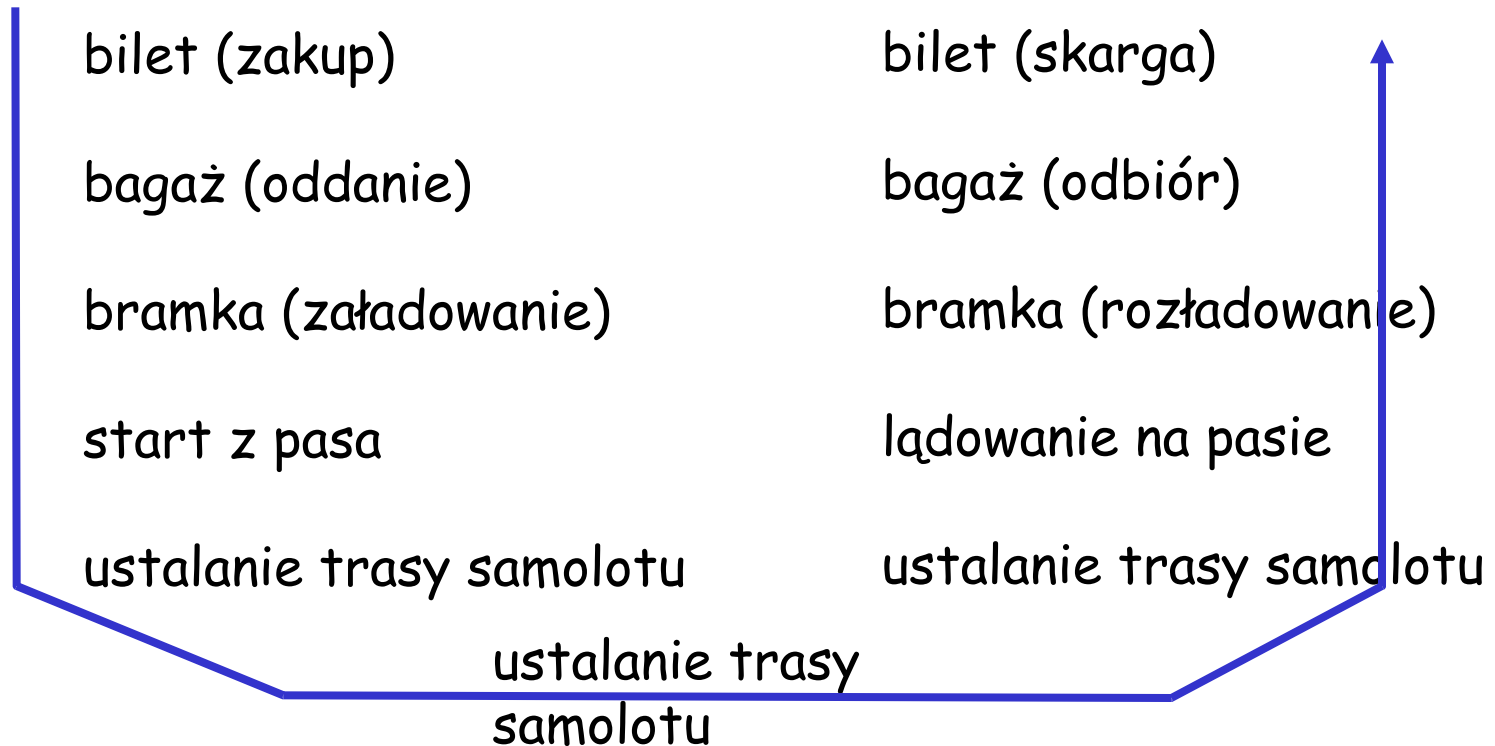 bilet (zakup)
bagaż (oddanie)
bramka (załadowanie)
start z pasa
ustalanie trasy samolotu
bilet (skarga)
bagaż (odbiór)
bramka (rozładowanie)
lądowanie na pasie
ustalanie trasy samolotu
ustalanie trasy
samolotu